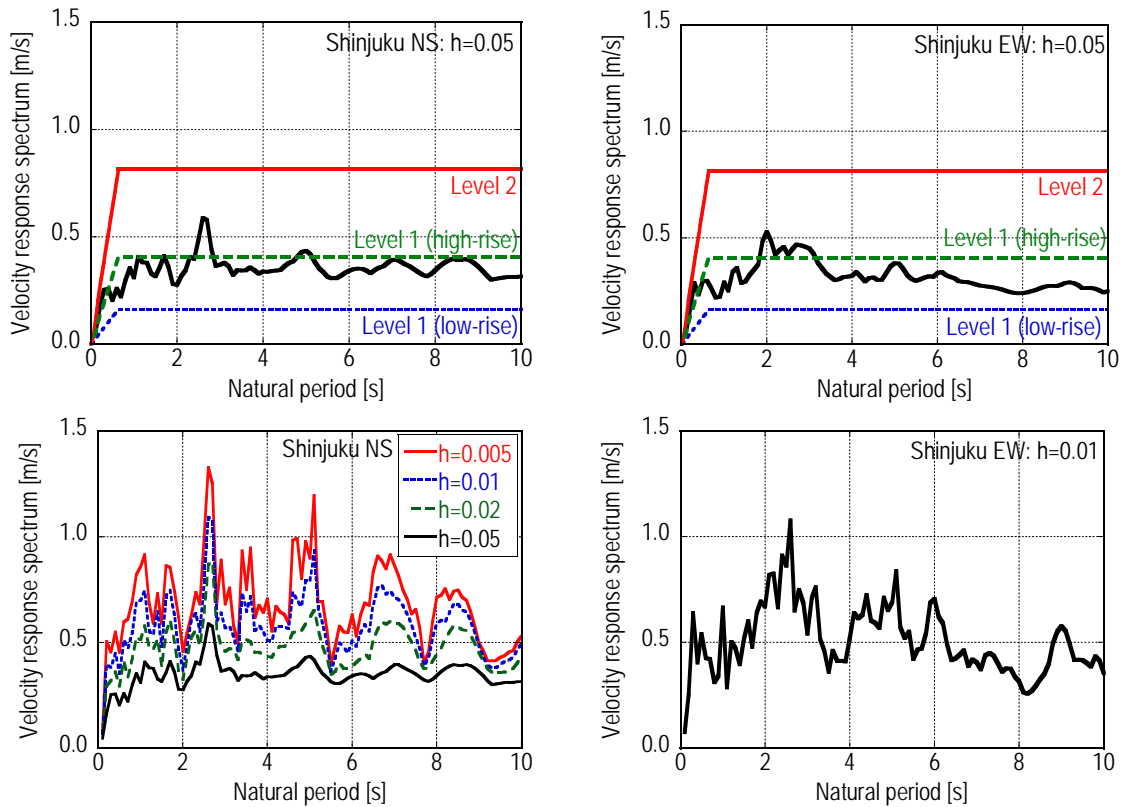 Shinjuku NS: h=0.05
Velocity response spectrum [m/s]
1.5
1.0
0.5
0.0
Level 2
Level 1 (high-rise)
Level 1 (low-rise)
0 2 4 6 8 10
Natural period [s]
Shinjuku EW: h=0.05
Velocity response spectrum [m/s]
1.5
1.0
0.5
0.0
Level 2
Level 1 (high-rise)
Level 1 (low-rise)
0 2 4 6 8 10
Natural period [s]
Shinjuku NS
h=0.005
h=0.01
h=0.02
h=0.05
Velocity response spectrum [m/s]
1.5
1.0
0.5
0.0
0 2 4 6 8 10
Natural period [s]
Shinjuku EW: h=0.01
Velocity response spectrum [m/s]
1.5
1.0
0.5
0.0
0 2 4 6 8 10
Natural period [s]